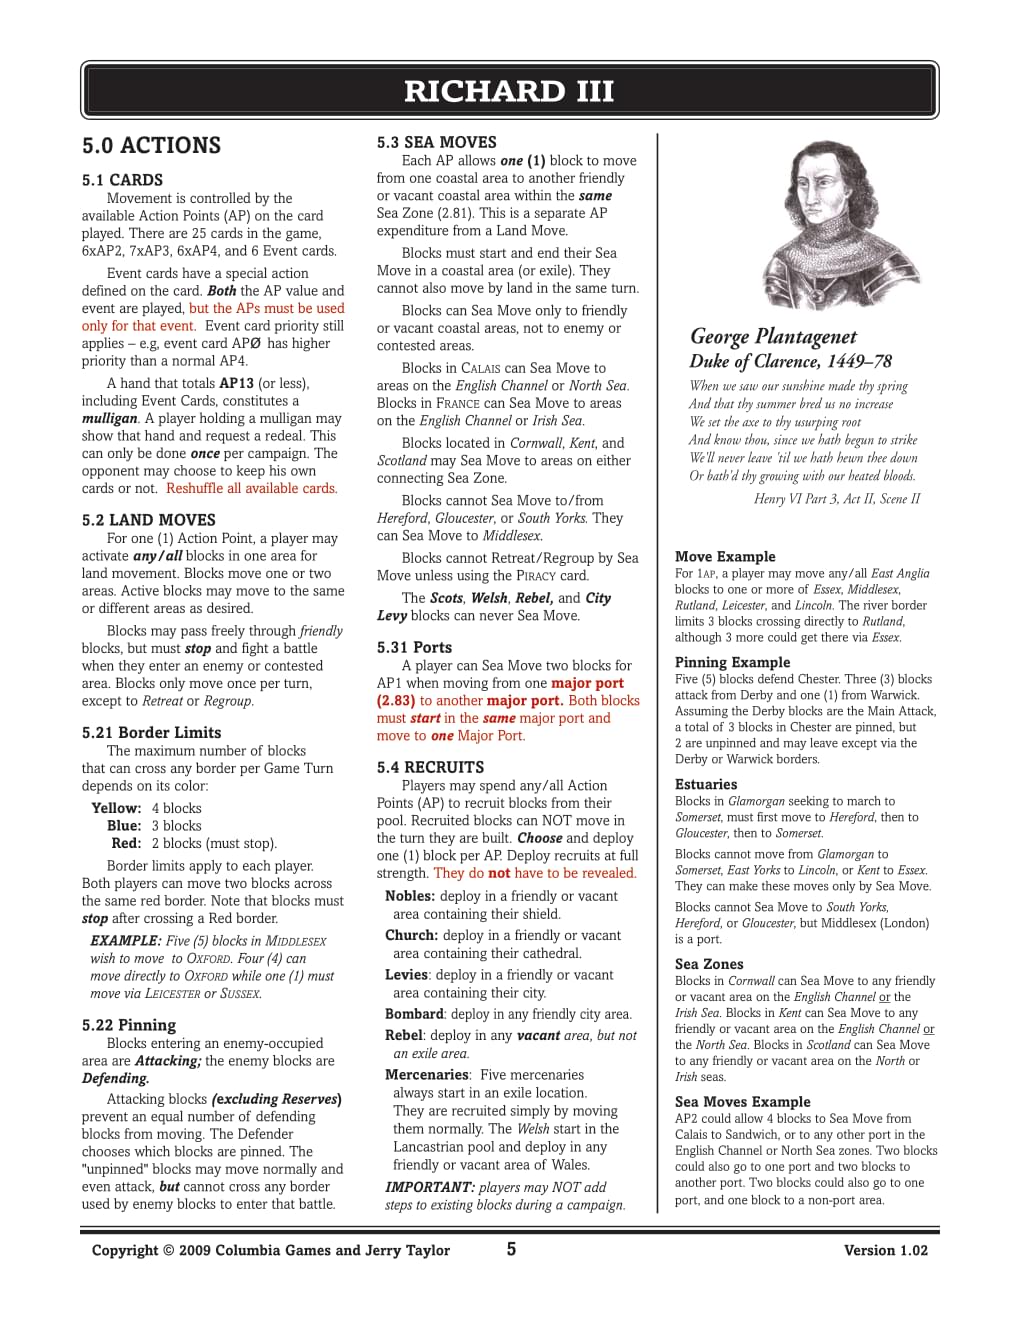 RICHARD III
5.0 ACTIONS
5.1 CARDS
Movement is controlled by the
available Action Points (AP) on the card
played. There are 25 cards in the game,
6xAP2, 7xAP3, 6xAP4, and 6 Event cards.
Event cards have a special action
defined on the card. Both the AP value and
event are played, but the APs must be used
only for that event. Event card priority still
applies – e.g, event card APØ has higher
priority than a normal AP4.
A hand that totals AP13 (or less),
including Event Cards, constitutes a
mulligan. A player holding a mulligan may
show that hand and request a redeal. This
can only be done once per campaign. The
opponent may choose to keep his own
cards or not. Reshuffle all available cards.
5.2 LAND MOVES
For one (1) Action Point, a player may
activate any/all blocks in one area for
land movement. Blocks move one or two
areas. Active blocks may move to the same
or different areas as desired.
Blocks may pass freely through friendly
blocks, but must stop and fight a battle
when they enter an enemy or contested
area. Blocks only move once per turn,
except to Retreat or Regroup.
5.21 Border Limits
The maximum number of blocks
that can cross any border per Game Turn
depends on its color:
Yellow: 4 blocks
Blue: 3 blocks
Red: 2 blocks (must stop).
Border limits apply to each player.
Both players can move two blocks across
the same red border. Note that blocks must
stop after crossing a Red border.
EXAMPLE: Five (5) blocks in MIDDLESEX
wish to move to OXFORD. Four (4) can
move directly to OXFORD while one (1) must
move via LEICESTER or SUSSEX.
5.22 Pinning
Blocks entering an enemy-occupied
area are Attacking; the enemy blocks are
Defending.
Attacking blocks (excluding Reserves)
prevent an equal number of defending
blocks from moving. The Defender
chooses which blocks are pinned. The
"unpinned" blocks may move normally and
even attack, but cannot cross any border
used by enemy blocks to enter that battle.
5.3 SEA MOVES
Each AP allows one (1) block to move
from one coastal area to another friendly
or vacant coastal area within the same
Sea Zone (2.81). This is a separate AP
expenditure from a Land Move.
Blocks must start and end their Sea
Move in a coastal area (or exile). They
cannot also move by land in the same turn.
Blocks can Sea Move only to friendly
or vacant coastal areas, not to enemy or
contested areas.
Blocks in CALAIS can Sea Move to
areas on the English Channel or North Sea.
Blocks in FRANCE can Sea Move to areas
on the English Channel or Irish Sea.
Blocks located in Cornwall, Kent, and
Scotland may Sea Move to areas on either
connecting Sea Zone.
Blocks cannot Sea Move to/from
Hereford, Gloucester, or South Yorks. They
can Sea Move to Middlesex.
Blocks cannot Retreat/Regroup by Sea
Move unless using the PIRACY card.
The Scots, Welsh, Rebel, and City
Levy blocks can never Sea Move.
5.31 Ports
A player can Sea Move two blocks for
AP1 when moving from one major port
(2.83) to another major port. Both blocks
must start in the same major port and
move to one Major Port.
5.4 RECRUITS
Players may spend any/all Action
Points (AP) to recruit blocks from their
pool. Recruited blocks can NOT move in
the turn they are built. Choose and deploy
one (1) block per AP. Deploy recruits at full
strength. They do not have to be revealed.
Nobles: deploy in a friendly or vacant
area containing their shield.
Church: deploy in a friendly or vacant
area containing their cathedral.
Levies: deploy in a friendly or vacant
area containing their city.
Bombard: deploy in any friendly city area.
Rebel: deploy in any vacant area, but not
an exile area.
Mercenaries: Five mercenaries
always start in an exile location.
They are recruited simply by moving
them normally. The Welsh start in the
Lancastrian pool and deploy in any
friendly or vacant area of Wales.
IMPORTANT: players may NOT add
steps to existing blocks during a campaign.
George Plantagenet
Duke of Clarence, 1449–78
When we saw our sunshine made thy spring
And that thy summer bred us no increase
We set the axe to thy usurping root
And know thou, since we hath begun to strike
We'll never leave 'til we hath hewn thee down
Or bath'd thy growing with our heated bloods.
Henry VI Part 3, Act II, Scene II
Move Example
For 1AP, a player may move any/all East Anglia
blocks to one or more of Essex, Middlesex,
Rutland, Leicester, and Lincoln. The river border
limits 3 blocks crossing directly to Rutland,
although 3 more could get there via Essex.
Pinning Example
Five (5) blocks defend Chester. Three (3) blocks
attack from Derby and one (1) from Warwick.
Assuming the Derby blocks are the Main Attack,
a total of 3 blocks in Chester are pinned, but
2 are unpinned and may leave except via the
Derby or Warwick borders.
Estuaries
Blocks in Glamorgan seeking to march to
Somerset, must first move to Hereford, then to
Gloucester, then to Somerset.
Blocks cannot move from Glamorgan to
Somerset, East Yorks to Lincoln, or Kent to Essex.
They can make these moves only by Sea Move.
Blocks cannot Sea Move to South Yorks,
Hereford, or Gloucester, but Middlesex (London)
is a port.
Sea Zones
Blocks in Cornwall can Sea Move to any friendly
or vacant area on the English Channel or the
Irish Sea. Blocks in Kent can Sea Move to any
friendly or vacant area on the English Channel or
the North Sea. Blocks in Scotland can Sea Move
to any friendly or vacant area on the North or
Irish seas.
Sea Moves Example
AP2 could allow 4 blocks to Sea Move from
Calais to Sandwich, or to any other port in the
English Channel or North Sea zones. Two blocks
could also go to one port and two blocks to
another port. Two blocks could also go to one
port, and one block to a non-port area.
Copyright © 2009 Columbia Games and Jerry Taylor
5
Version 1.02